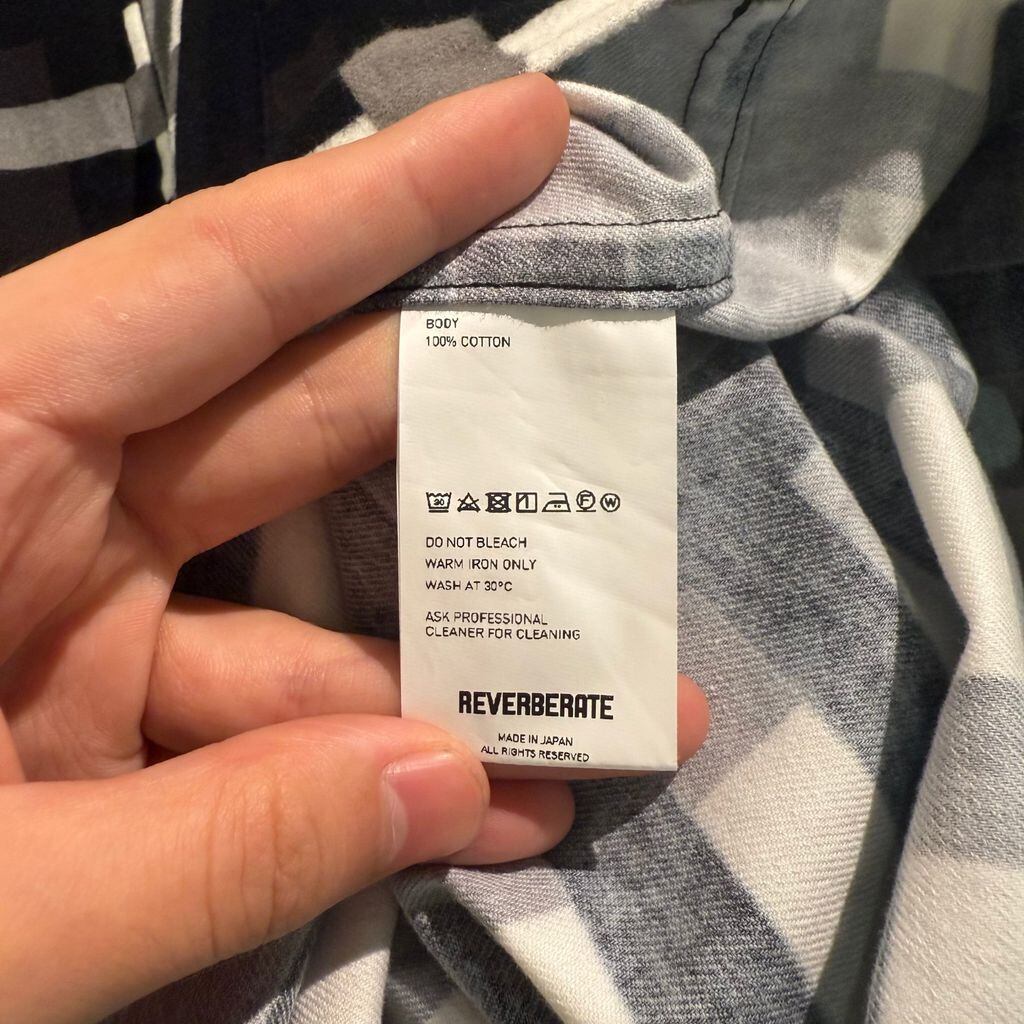 BODY
100% COTTON
30
F W
DO NOT BLEACH
WARM IRON ONLY
WASH AT 30°C
ASK PROFESSIONAL
CLEANER FOR CLEANING
REVERBERATE
MADE IN JAPAN
ALL RIGHTS RESERVED